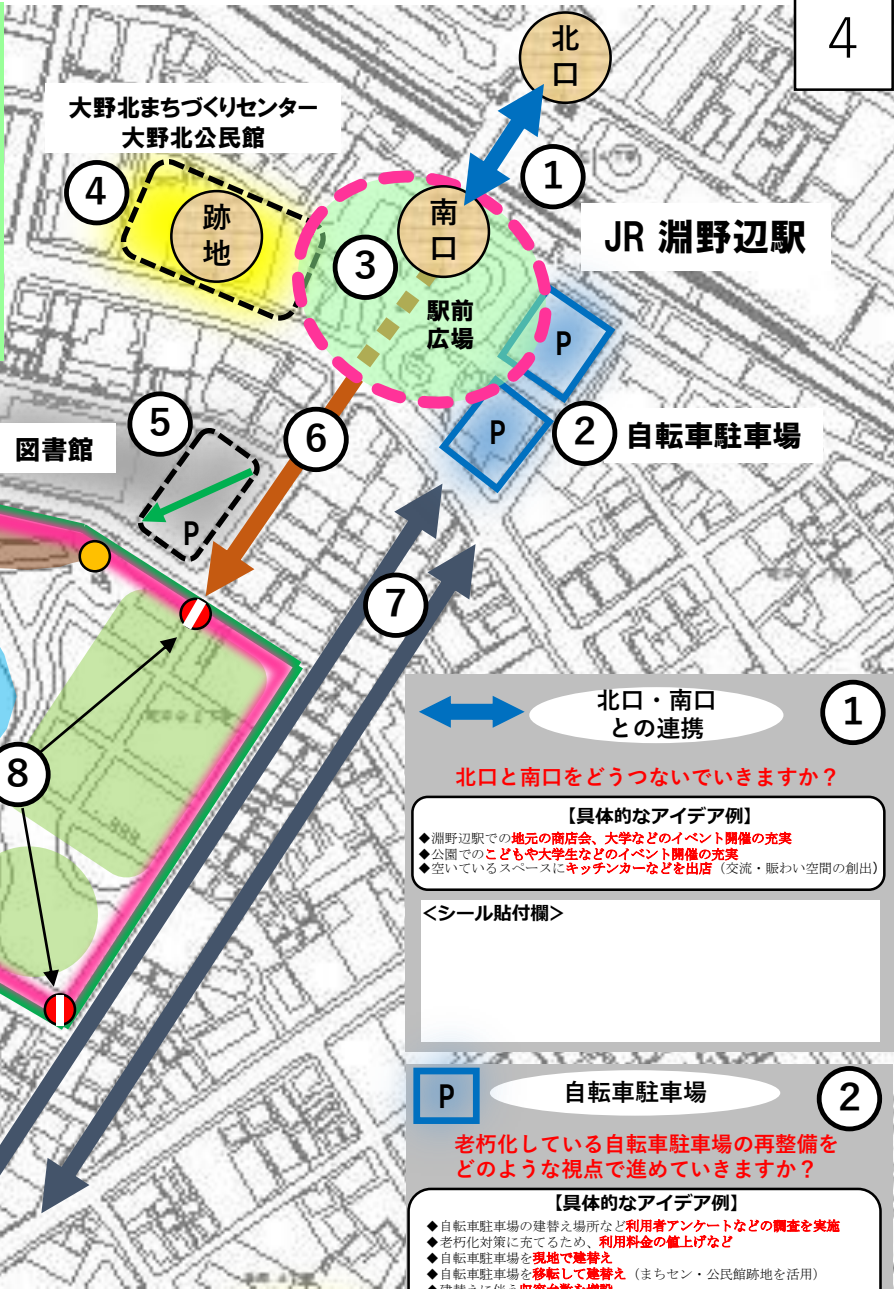 4
北
口
大野北まちづくりセンター
大野北公民館
4
跡
地
1
南
口
3
JR 淵野辺駅
駅前
広場
P
P
2
自転車駐車場
図書館
5
6
P
7
8
北口・南口
との連携
1
北口と南口をどうつないでいきますか？
【具体的なアイデア例】
◆淵野辺駅での地元の商店会、大学などのイベント開催の充実
◆公園でのこどもや大学生などのイベント開催の充実
◆空いているスペースにキッチンカーなどを出店（交流・賑わい空間の創出）
＜シール貼付欄＞
P
自転車駐車場
2
老朽化している自転車駐車場の再整備を
どのような視点で進めていきますか？
【具体的なアイデア例】
◆自転車駐車場の建替え場所など利用者アンケートなどの調査を実施
◆老朽化対策に充てるため、利用料金の値上げなど
◆自転車駐車場を現地で建替え
◆自転車駐車場を移転して建替え（まちセン・公民館跡地を活用）
◆建替えに伴う収容台数を増設